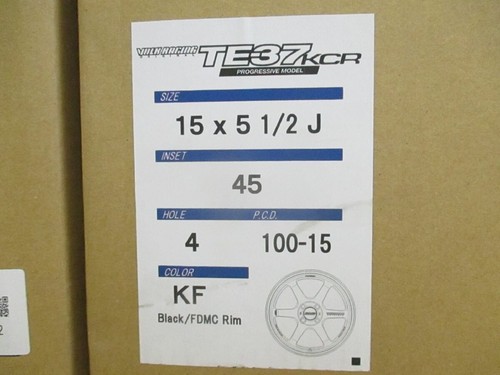 VOLK RACING TE37 KCR
PROGRESSIVE MODEL
SIZE
15 x 5 1/2 J
INSET
45
HOLE P.C.D.
4 100-15
COLOR
KF
Black/FDMC Rim
2